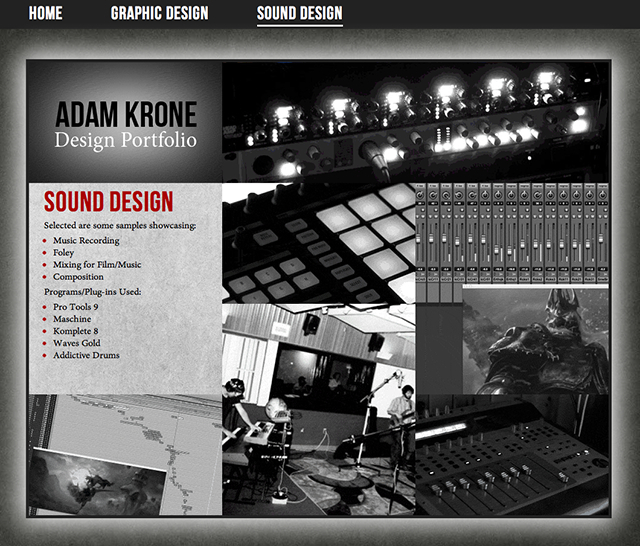 HOME GRAPHIC DESIGN SOUND DESIGN
ADAM KRONE
Design Portfolio
SOUND DESIGN
Selected are some samples showcasing:
Music Recording
Foley
Mixing for Film/Music
Composition
Programs/Plug-ins Used:
Pro Tools 9
Maschine
Komplete 8
Waves Gold
Addictive Drums